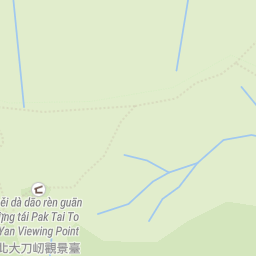 ěi dà dāo rèn guān
ǐng tái Pak Tai To
Yan Viewing Point
北大刀屻觀景臺